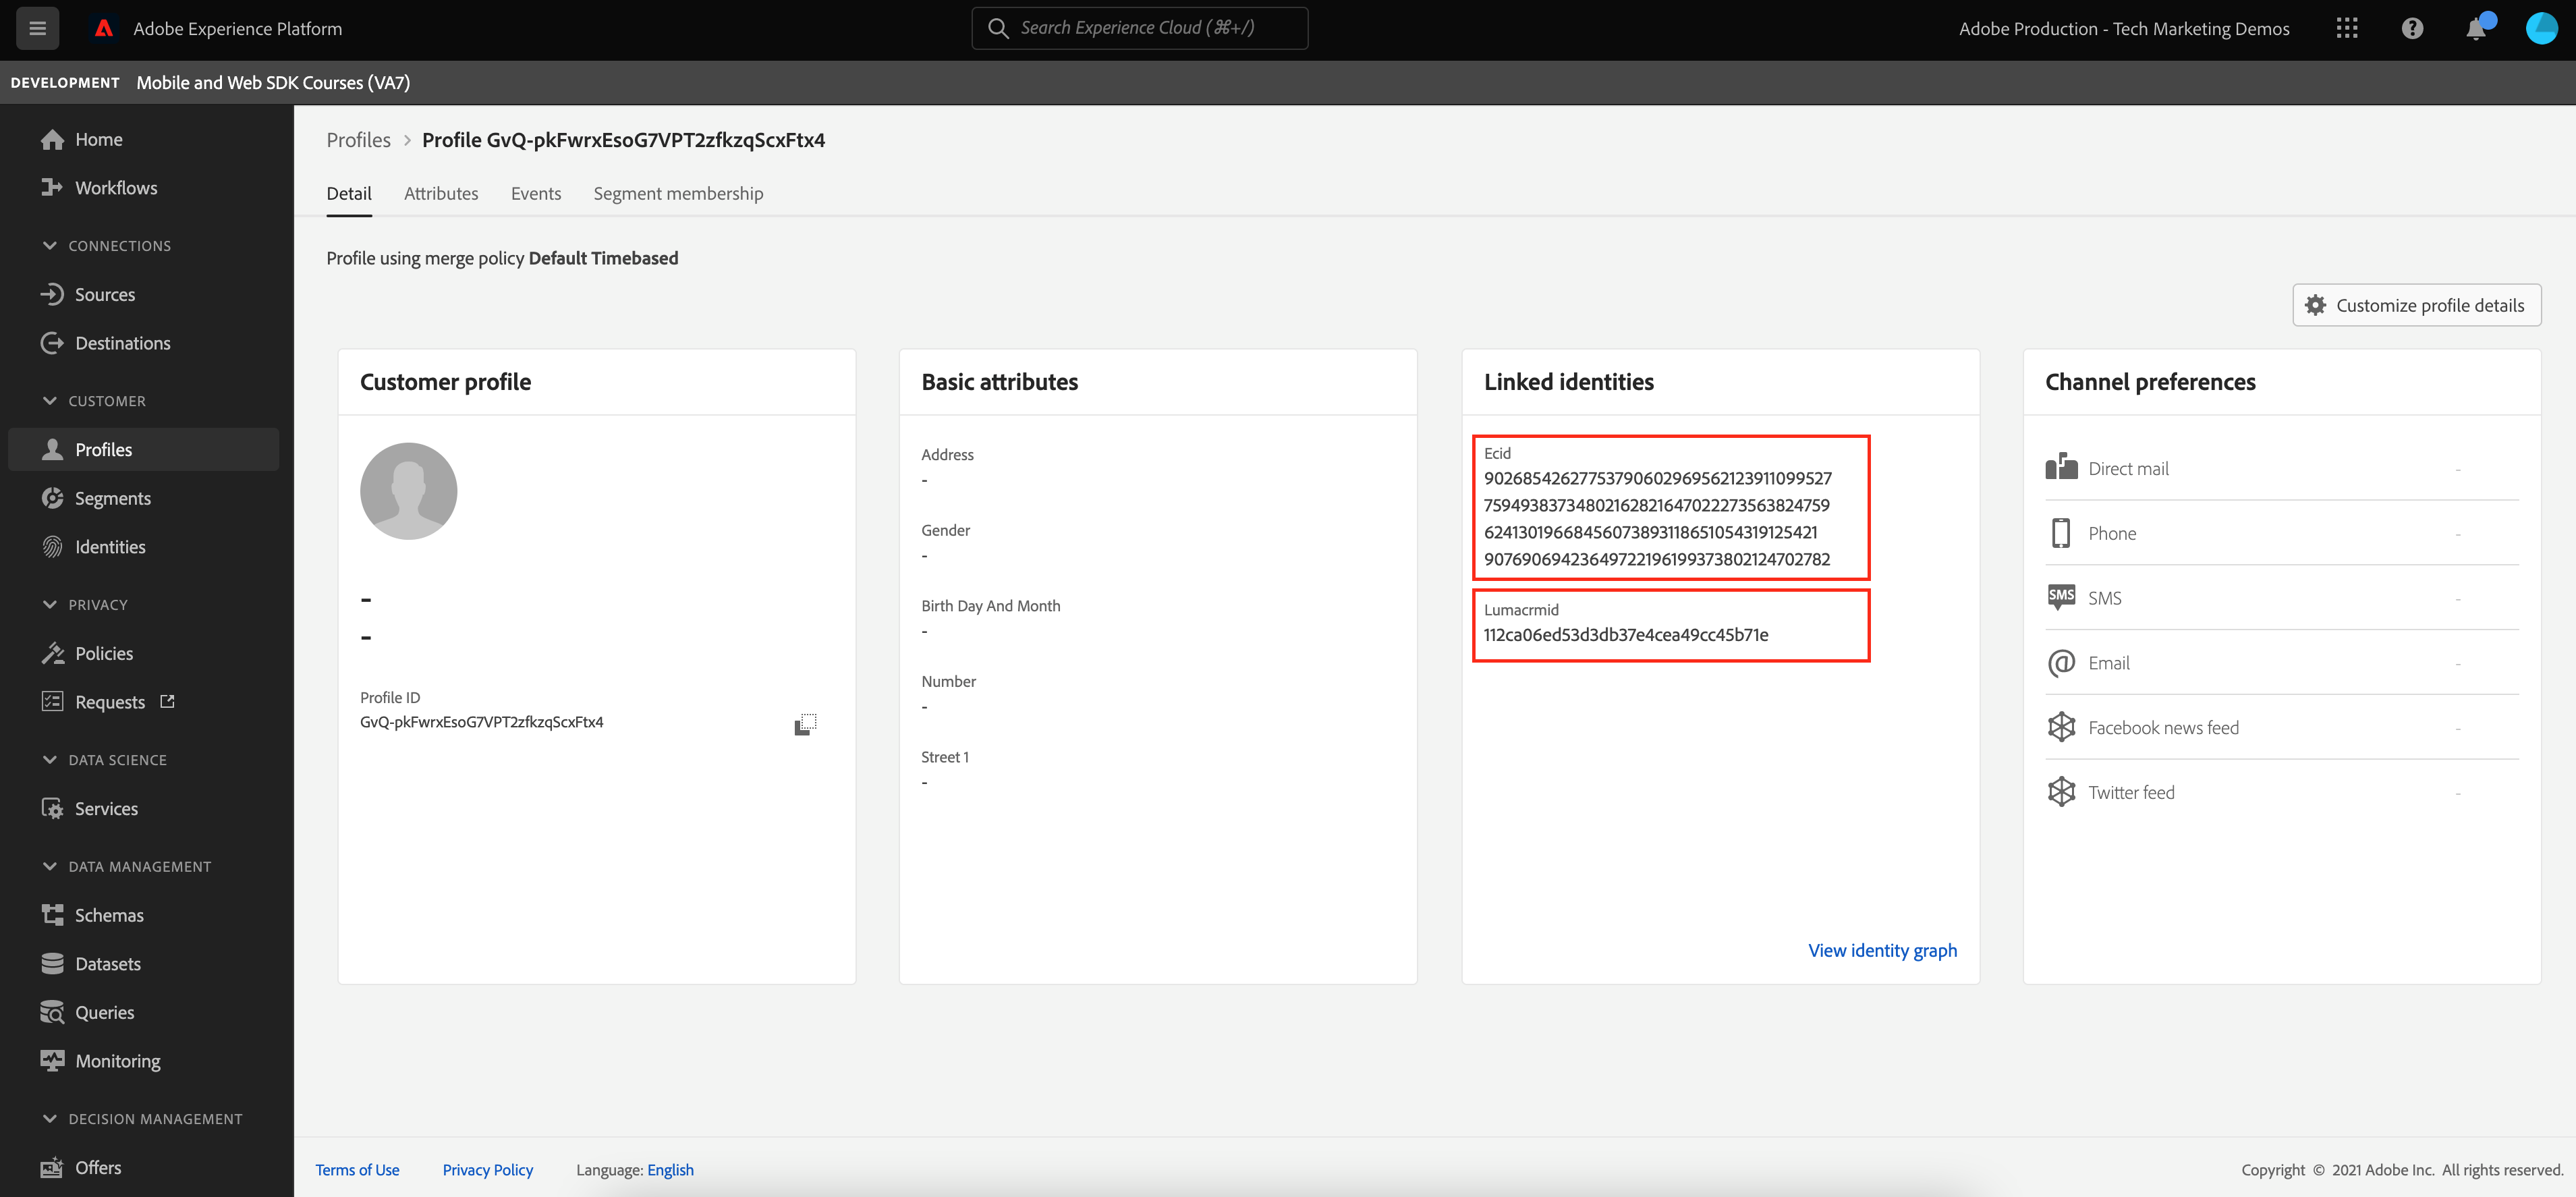 Adobe Experience Platform
Search Experience Cloud (⌘+/)
Adobe Production - Tech Marketing Demos
DEVELOPMENT Mobile and Web SDK Courses (VA7)
Home
Workflows
CONNECTIONS
Sources
Destinations
CUSTOMER
Profiles
Segments
Identities
PRIVACY
Policies
Requests
DATA SCIENCE
Services
DATA MANAGEMENT
Schemas
Datasets
Queries
Monitoring
DECISION MANAGEMENT
Offers
Profiles > Profile GvQ-pkFwrxEsoG7VPT2zfkzqScxFtx4
Detail Attributes Events Segment membership
Profile using merge policy Default Timebased
Customize profile details
Customer profile
-
-
Profile ID
GvQ-pkFwrxEsoG7VPT2zfkzqScxFtx4
Basic attributes
Address
-
Gender
-
Birth Day And Month
-
Number
-
Street 1
-
Linked identities
Ecid
90268542627753790602969562123911099527
75949383734802162821647022273563824759
62413019668456073893118651054319125421
90769069423649722196199373802124702782
Lumacrmid
112ca06ed53d3db37e4cea49cc45b71e
View identity graph
Channel preferences
Direct mail -
Phone -
SMS SMS -
Email -
Facebook news feed -
Twitter feed -
Terms of Use Privacy Policy Language: English
Copyright © 2021 Adobe Inc. All rights reserved.